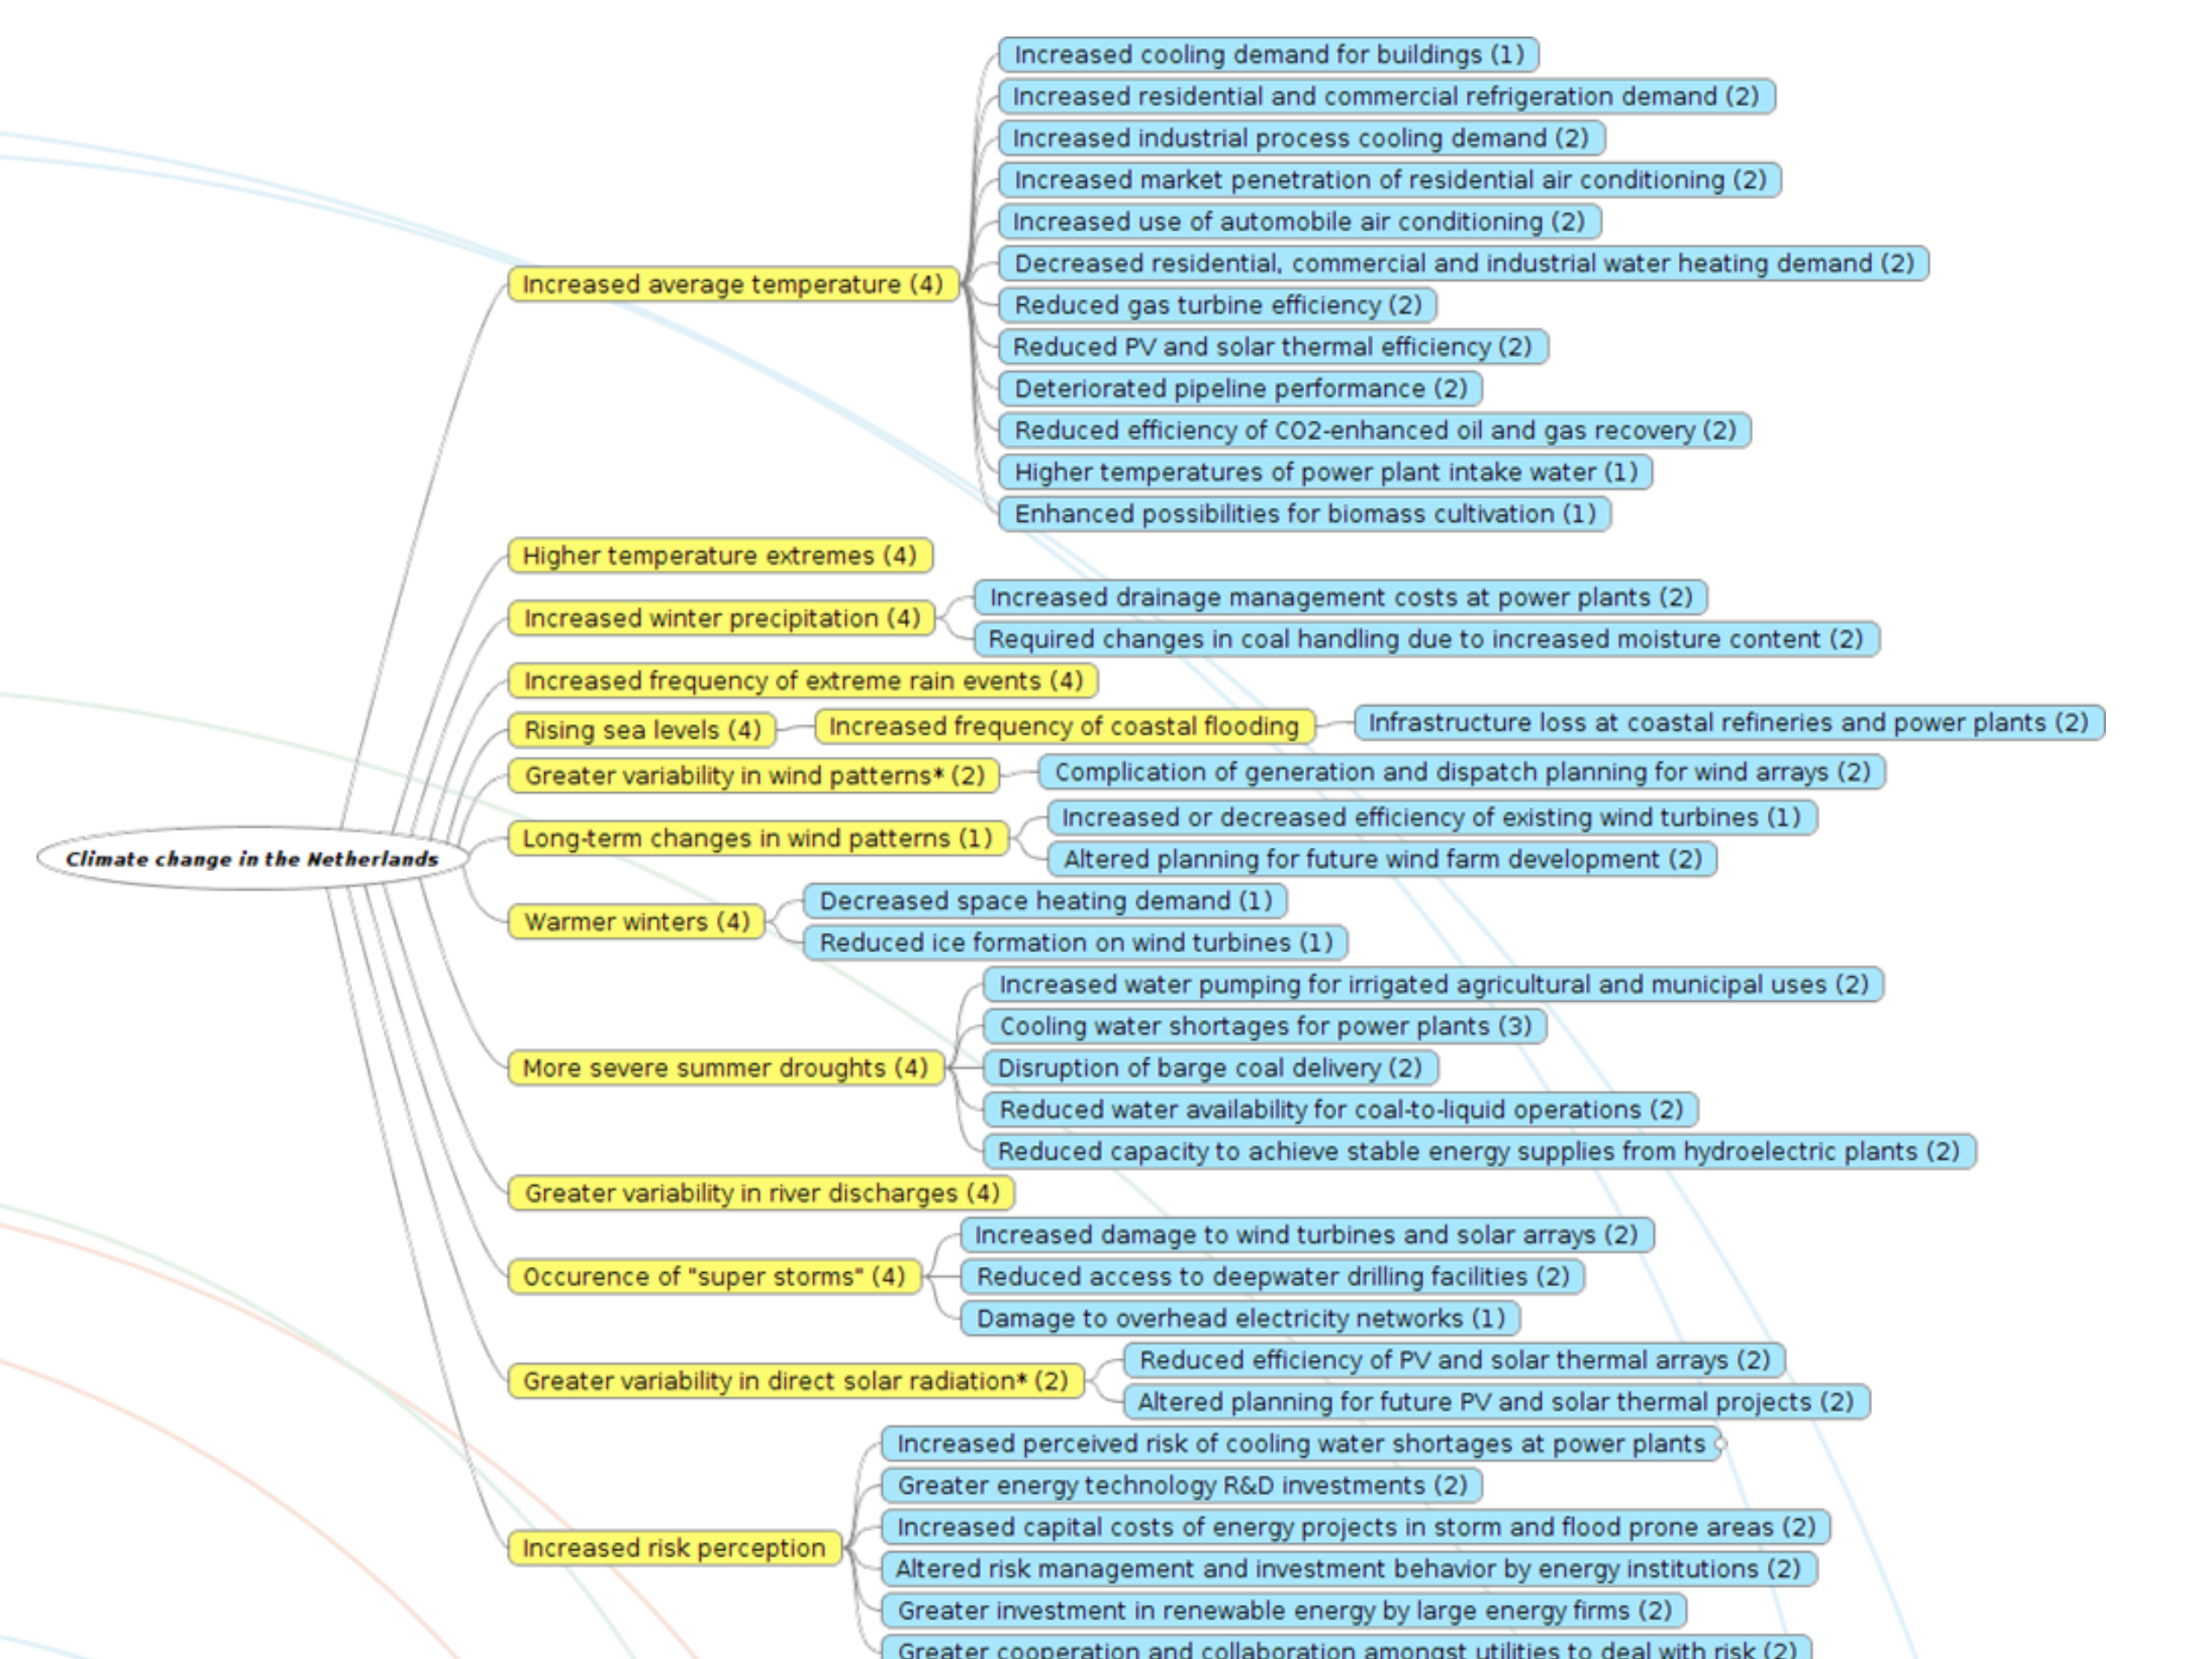 Increased cooling demand for buildings (1)
Increased residential and commercial refrigeration demand (2)
Increased industrial process cooling demand (2)
Increased market penetration of residential air conditioning (2)
Increased use of automobile air conditioning (2)
Decreased residential, commercial and industrial water heating demand (2)
Increased average temperature (4)
Reduced gas turbine efficiency (2)
Reduced PV and solar thermal efficiency (2)
Deteriorated pipeline performance (2)
Reduced efficiency of CO2-enhanced oil and gas recovery (2)
Higher temperatures of power plant intake water (1)
Enhanced possibilities for biomass cultivation (1)
Higher temperature extremes (4)
Increased winter precipitation (4)
Increased drainage management costs at power plants (2)
Required changes in coal handling due to increased moisture content (2)
Increased frequency of extreme rain events (4)
Rising sea levels (4)
Increased frequency of coastal flooding
Infrastructure loss at coastal refineries and power plants (2)
Greater variability in wind patterns* (2)
Complication of generation and dispatch planning for wind arrays (2)
Long-term changes in wind patterns (1)
Increased or decreased efficiency of existing wind turbines (1)
Altered planning for future wind farm development (2)
Climate change in the Netherlands
Warmer winters (4)
Decreased space heating demand (1)
Reduced ice formation on wind turbines (1)
More severe summer droughts (4)
Increased water pumping for irrigated agricultural and municipal uses (2)
Cooling water shortages for power plants (3)
Disruption of barge coal delivery (2)
Reduced water availability for coal-to-liquid operations (2)
Reduced capacity to achieve stable energy supplies from hydroelectric plants (2)
Greater variability in river discharges (4)
Occurence of "super storms" (4)
Increased damage to wind turbines and solar arrays (2)
Reduced access to deepwater drilling facilities (2)
Damage to overhead electricity networks (1)
Greater variability in direct solar radiation* (2)
Reduced efficiency of PV and solar thermal arrays (2)
Altered planning for future PV and solar thermal projects (2)
Increased risk perception
Increased perceived risk of cooling water shortages at power plants
Greater energy technology R&D investments (2)
Increased capital costs of energy projects in storm and flood prone areas (2)
Altered risk management and investment behavior by energy institutions (2)
Greater investment in renewable energy by large energy firms (2)
Greater cooperation and collaboration amongst utilities to deal with risk (2)